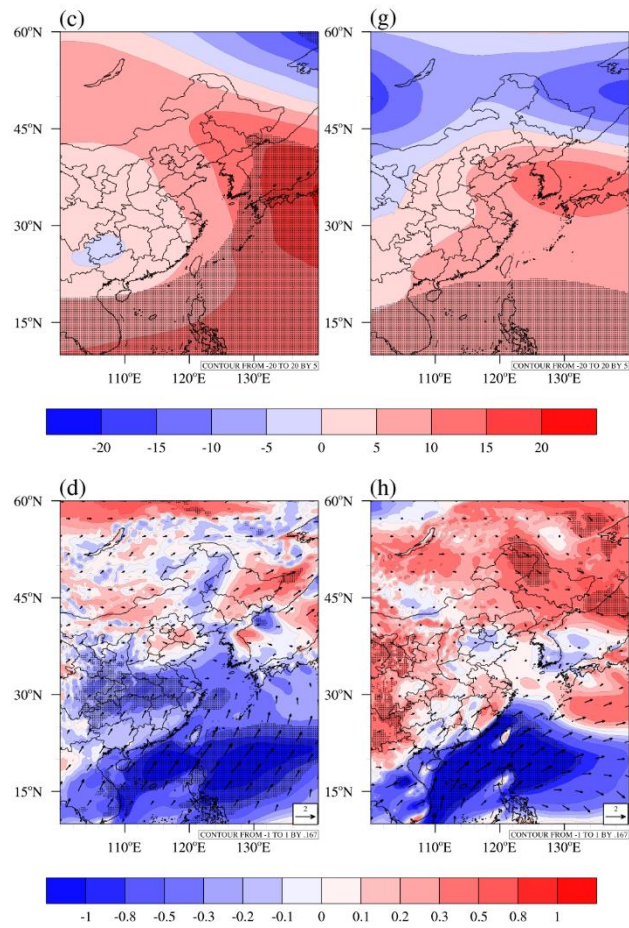 (c) (g)
60°N 60°N
45°N 45°N
30°N 30°N
15°N 15°N
CONTOUR FROM -20 TO 20 BY 5 CONTOUR FROM -20 TO 20 BY 5
110°E 120°E 130°E 110°E 120°E 130°E
-20 -15 -10 -5 0 5 10 15 20
(d) (h)
60°N 60°N
45°N 45°N
30°N 30°N
15°N 15°N
2 2
CONTOUR FROM -1 TO 1 BY .167 CONTOUR FROM -1 TO 1 BY .167
110°E 120°E 130°E 110°E 120°E 130°E
-1 -0.8 -0.5 -0.3 -0.2 -0.1 0 0.1 0.2 0.3 0.5 0.8 1